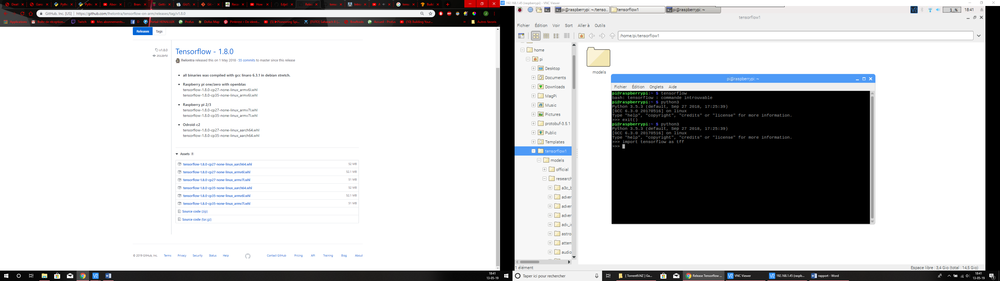 Death
Garo
Pytho
Pytho
Abon
Bran
Getti
Git/S
Git -
Reco
How
Edjel
Relea
tenso
Intro
A
tenso
Build
GitHub, Inc. [US] | https://github.com/lhelontra/tensorflow-on-arm/releases/tag/v1.8.0
Applications
Boîte de réception...
Twitch
Mes abonnements...
D
Portail HENALLUX
Profus
Dofus Map
Pinterest • De ideeë...
(5) ▶Pioneering Spi...
[TUTO] Saharach II (...
Bouftools
Accueil - Profus
(10) Building Your...
»
Autres favoris
Releases
Tags
v1.8.0
2512bfd
Tensorflow - 1.8.0
lhelontra released this on 1 May 2018 · 55 commits to master since this release
all binaries was compiled with gcc linaro 6.3.1 in debian stretch.
Raspberry pi one/zero with openblas
tensorflow-1.8.0-cp27-none-linux_armv6l.whl
tensorflow-1.8.0-cp35-none-linux_armv6l.whl
Raspberry pi 2/3
tensorflow-1.8.0-cp27-none-linux_armv7l.whl
tensorflow-1.8.0-cp35-none-linux_armv7l.whl
Odroid-c2
tensorflow-1.8.0-cp27-none-linux_aarch64.whl
tensorflow-1.8.0-cp35-none-linux_aarch64.whl
Assets 8
tensorflow-1.8.0-cp27-none-linux_aarch64.whl 52 MB
tensorflow-1.8.0-cp27-none-linux_armv6l.whl 52.1 MB
tensorflow-1.8.0-cp27-none-linux_armv7l.whl 51 MB
tensorflow-1.8.0-cp35-none-linux_aarch64.whl 52 MB
tensorflow-1.8.0-cp35-none-linux_armv6l.whl 52.1 MB
tensorflow-1.8.0-cp35-none-linux_armv7l.whl 51 MB
Source code (zip)
Source code (tar.gz)
© 2019 GitHub, Inc. Terms Privacy Security Status Help Contact GitHub Pricing API Training Blog About
18:41
13-05-19
192.168.1.45 (raspberrypi) - VNC Viewer
pi@raspberrypi: ~/tenso...
tensorflow1
pi@raspberrypi: ~
1 %
18:41
tensorflow1
Fichier Édition Voir Sort Aller à Outils
/home/pi/tensorflow1
home
pi
Desktop
Documents
Downloads
MagPi
Music
Pictures
protobuf-3.5.1
Public
Templates
tensorflow1
models
official
research
a3c_b
adver
adver
adver
adv_i
astro
atten
audio
models
pi@raspberrypi: ~
Fichier Édition Onglets Aide
pi@raspberrypi:~ $ tensorflow
bash: tensorflow : commande introuvable
pi@raspberrypi:~ $ python3
Python 3.5.3 (default, Sep 27 2018, 17:25:39)
[GCC 6.3.0 20170516] on linux
Type "help", "copyright", "credits" or "license" for more information.
>>> exit()
pi@raspberrypi:~ $ python3
Python 3.5.3 (default, Sep 27 2018, 17:25:39)
[GCC 6.3.0 20170516] on linux
Type "help", "copyright", "credits" or "license" for more information.
>>> import tensorflow as tff
>>>
1 élément
Espace libre : 3,4 Gio (total : 14,5 Gio)
Taper ici pour rechercher
[ Torrent9.NZ ] Ga...
Release Tensorflow ...
VNC Viewer
192.168.1.45 (raspb...
rapport - Word
18:41
13-05-19